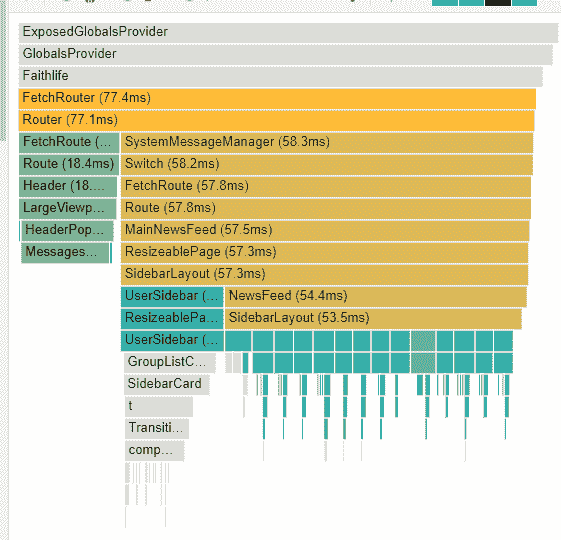 ExposedGlobalsProvider
GlobalsProvider
Faithlife
FetchRouter (77.4ms)
Router (77.1ms)
FetchRoute (... SystemMessageManager (58.3ms)
Route (18.4ms) Switch (58.2ms)
Header (18.... FetchRoute (57.8ms)
LargeViewp... Route (57.8ms)
HeaderPop... MainNewsFeed (57.5ms)
Messages... ResizeablePage (57.3ms)
SidebarLayout (57.3ms)
UserSidebar (... NewsFeed (54.4ms)
ResizeablePa... SidebarLayout (53.5ms)
UserSidebar (...
GroupListC...
SidebarCard
t
Transiti...
comp...